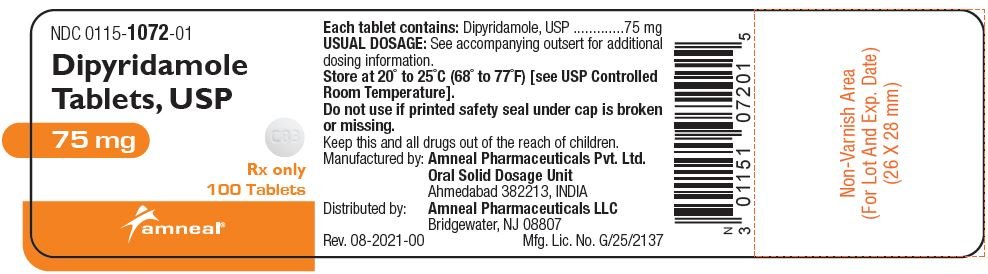 NDC 0115-1072-01
Dipyridamole
Tablets, USP
75 mg
C03
Rx only
100 Tablets
amneal®
Each tablet contains: Dipyridamole, USP .............75 mg
USUAL DOSAGE: See accompanying outsert for additional
dosing information.
Store at 20° to 25°C (68° to 77°F) [see USP Controlled
Room Temperature].
Do not use if printed safety seal under cap is broken
or missing.
Keep this and all drugs out of the reach of children.
Manufactured by: Amneal Pharmaceuticals Pvt. Ltd.
Oral Solid Dosage Unit
Ahmedabad 382213, INDIA
Distributed by: Amneal Pharmaceuticals LLC
Bridgewater, NJ 08807
Rev. 08-2021-00 Mfg. Lic. No. G/25/2137
N 3 01151 07201 5
Non-Varnish Area
(For Lot And Exp. Date)
(26 X 28 mm)